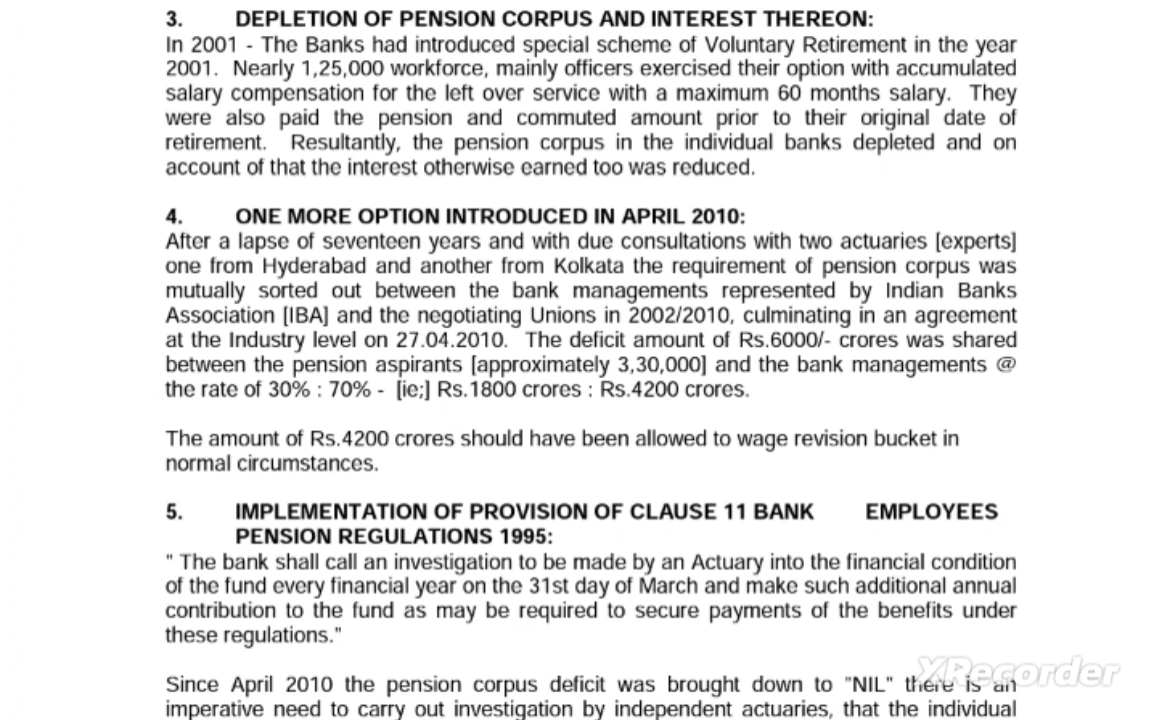 3. DEPLETION OF PENSION CORPUS AND INTEREST THEREON:
In 2001 - The Banks had introduced special scheme of Voluntary Retirement in the year
2001. Nearly 1,25,000 workforce, mainly officers exercised their option with accumulated
salary compensation for the left over service with a maximum 60 months salary. They
were also paid the pension and commuted amount prior to their original date of
retirement. Resultantly, the pension corpus in the individual banks depleted and on
account of that the interest otherwise earned too was reduced.
4. ONE MORE OPTION INTRODUCED IN APRIL 2010:
After a lapse of seventeen years and with due consultations with two actuaries [experts]
one from Hyderabad and another from Kolkata the requirement of pension corpus was
mutually sorted out between the bank managements represented by Indian Banks
Association [IBA] and the negotiating Unions in 2002/2010, culminating in an agreement
at the Industry level on 27.04.2010. The deficit amount of Rs.6000/- crores was shared
between the pension aspirants [approximately 3,30,000] and the bank managements @
the rate of 30% : 70% - [ie;] Rs.1800 crores : Rs.4200 crores.
The amount of Rs.4200 crores should have been allowed to wage revision bucket in
normal circumstances.
5. IMPLEMENTATION OF PROVISION OF CLAUSE 11 BANK EMPLOYEES
PENSION REGULATIONS 1995:
" The bank shall call an investigation to be made by an Actuary into the financial condition
of the fund every financial year on the 31st day of March and make such additional annual
contribution to the fund as may be required to secure payments of the benefits under
these regulations."
Since April 2010 the pension corpus deficit was brought down to "NIL" there is an
imperative need to carry out investigation by independent actuaries, that the individual
XRecorder